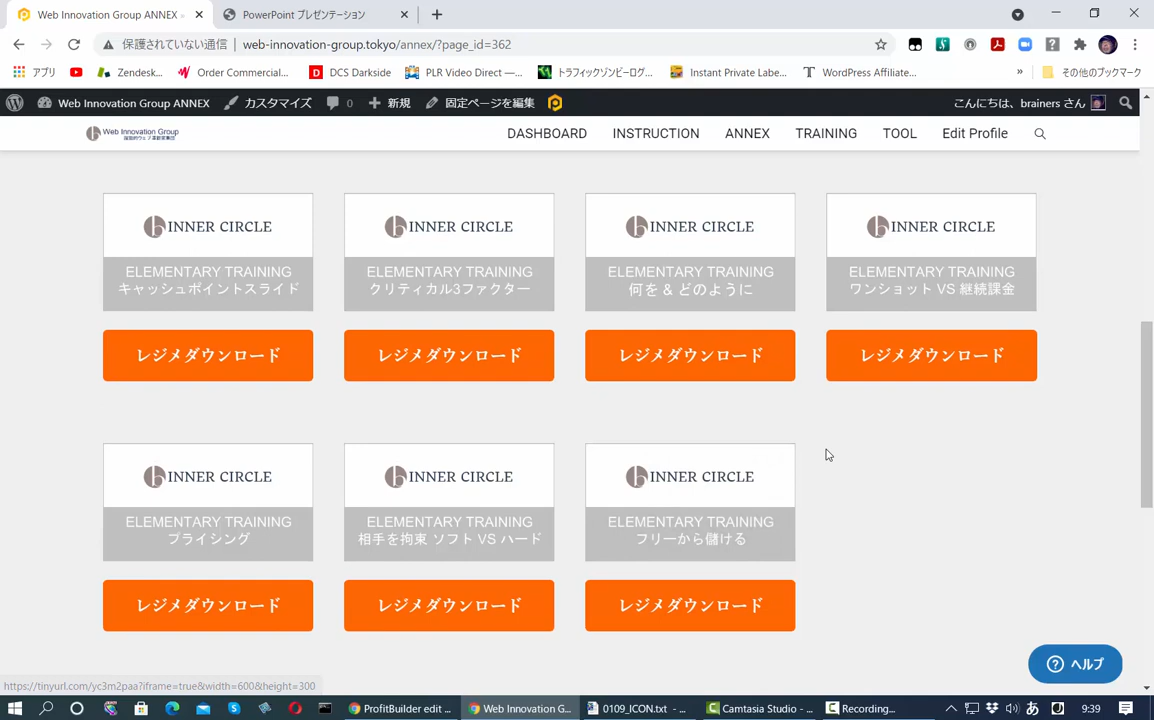 Web Innovation Group ANNEX
PowerPoint プレゼンテーション
保護されていない通信 web-innovation-group.tokyo/annex/?page_id=362
アプリ Zendesk... Order Commercial... DCS Darkside PLR Video Direct —... トラフィックゾンビーログ... Instant Private Labe... WordPress Affiliate... » その他のブックマーク
Web Innovation Group ANNEX カスタマイズ 0 新規 固定ページを編集 こんにちは、brainers さん
Web Innovation Group DASHBOARD INSTRUCTION ANNEX TRAINING TOOL Edit Profile
INNER CIRCLE INNER CIRCLE INNER CIRCLE INNER CIRCLE
ELEMENTARY TRAINING ELEMENTARY TRAINING ELEMENTARY TRAINING ELEMENTARY TRAINING
キャッシュポイントスライド クリティカル3ファクター 何を & どのように ワンショット VS 継続課金
レジメダウンロード レジメダウンロード レジメダウンロード レジメダウンロード
INNER CIRCLE INNER CIRCLE INNER CIRCLE
ELEMENTARY TRAINING ELEMENTARY TRAINING ELEMENTARY TRAINING
プライシング 相手を拘束 ソフト VS ハード フリーから儲ける
レジメダウンロード レジメダウンロード レジメダウンロード
ヘルプ
https://tinyurl.com/yc3m2paa?iframe=true&width=600&height=300
ProfitBuilder edit ... Web Innovation G... 0109_ICON.txt - ... Camtasia Studio - ... Recording... あ 9:39